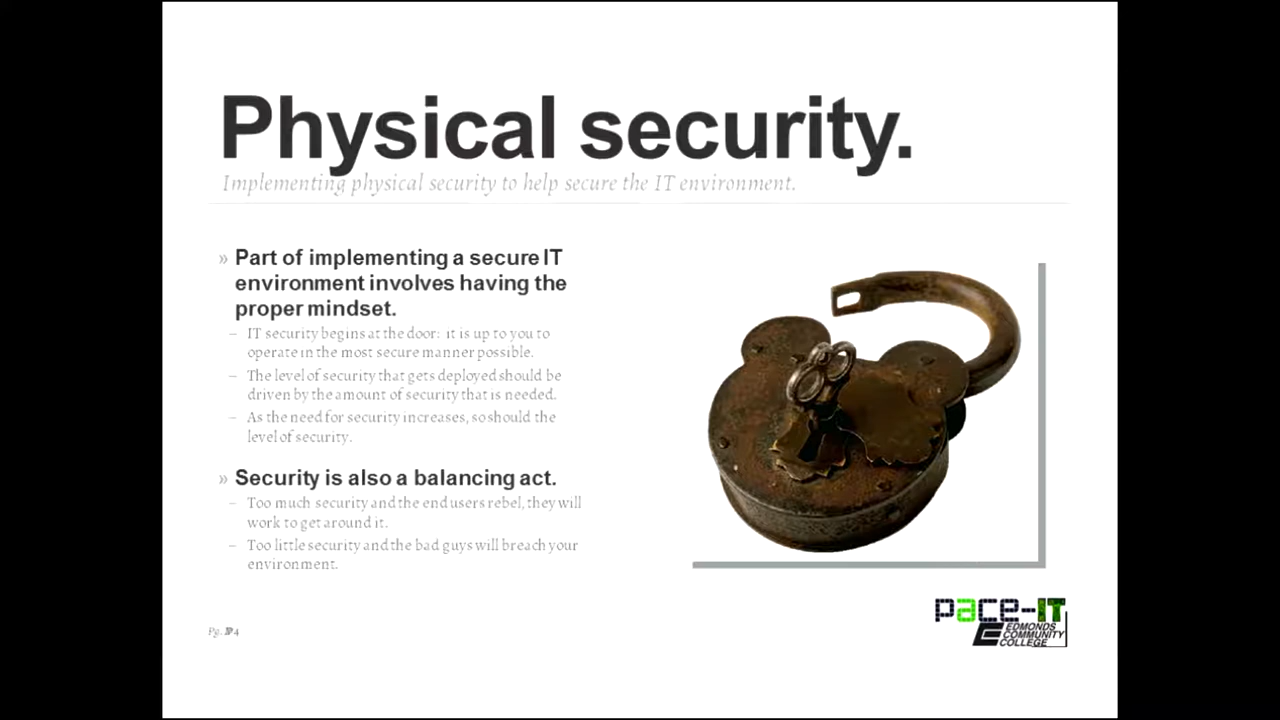 Physical security.
Implementing physical security to help secure the IT environment.
» Part of implementing a secure IT
environment involves having the
proper mindset.
– IT security begins at the door: it is up to you to
operate in the most secure manner possible.
– The level of security that gets deployed should be
driven by the amount of security that is needed.
– As the need for security increases, so should the
level of security.
» Security is also a balancing act.
– Too much security and the end users rel, they will
work to get around it.
– Too little security and the bad guys will breach your
environment.
pace-IT
EDMONDS
COMMUNITY
COLLEGE
Pg. 4